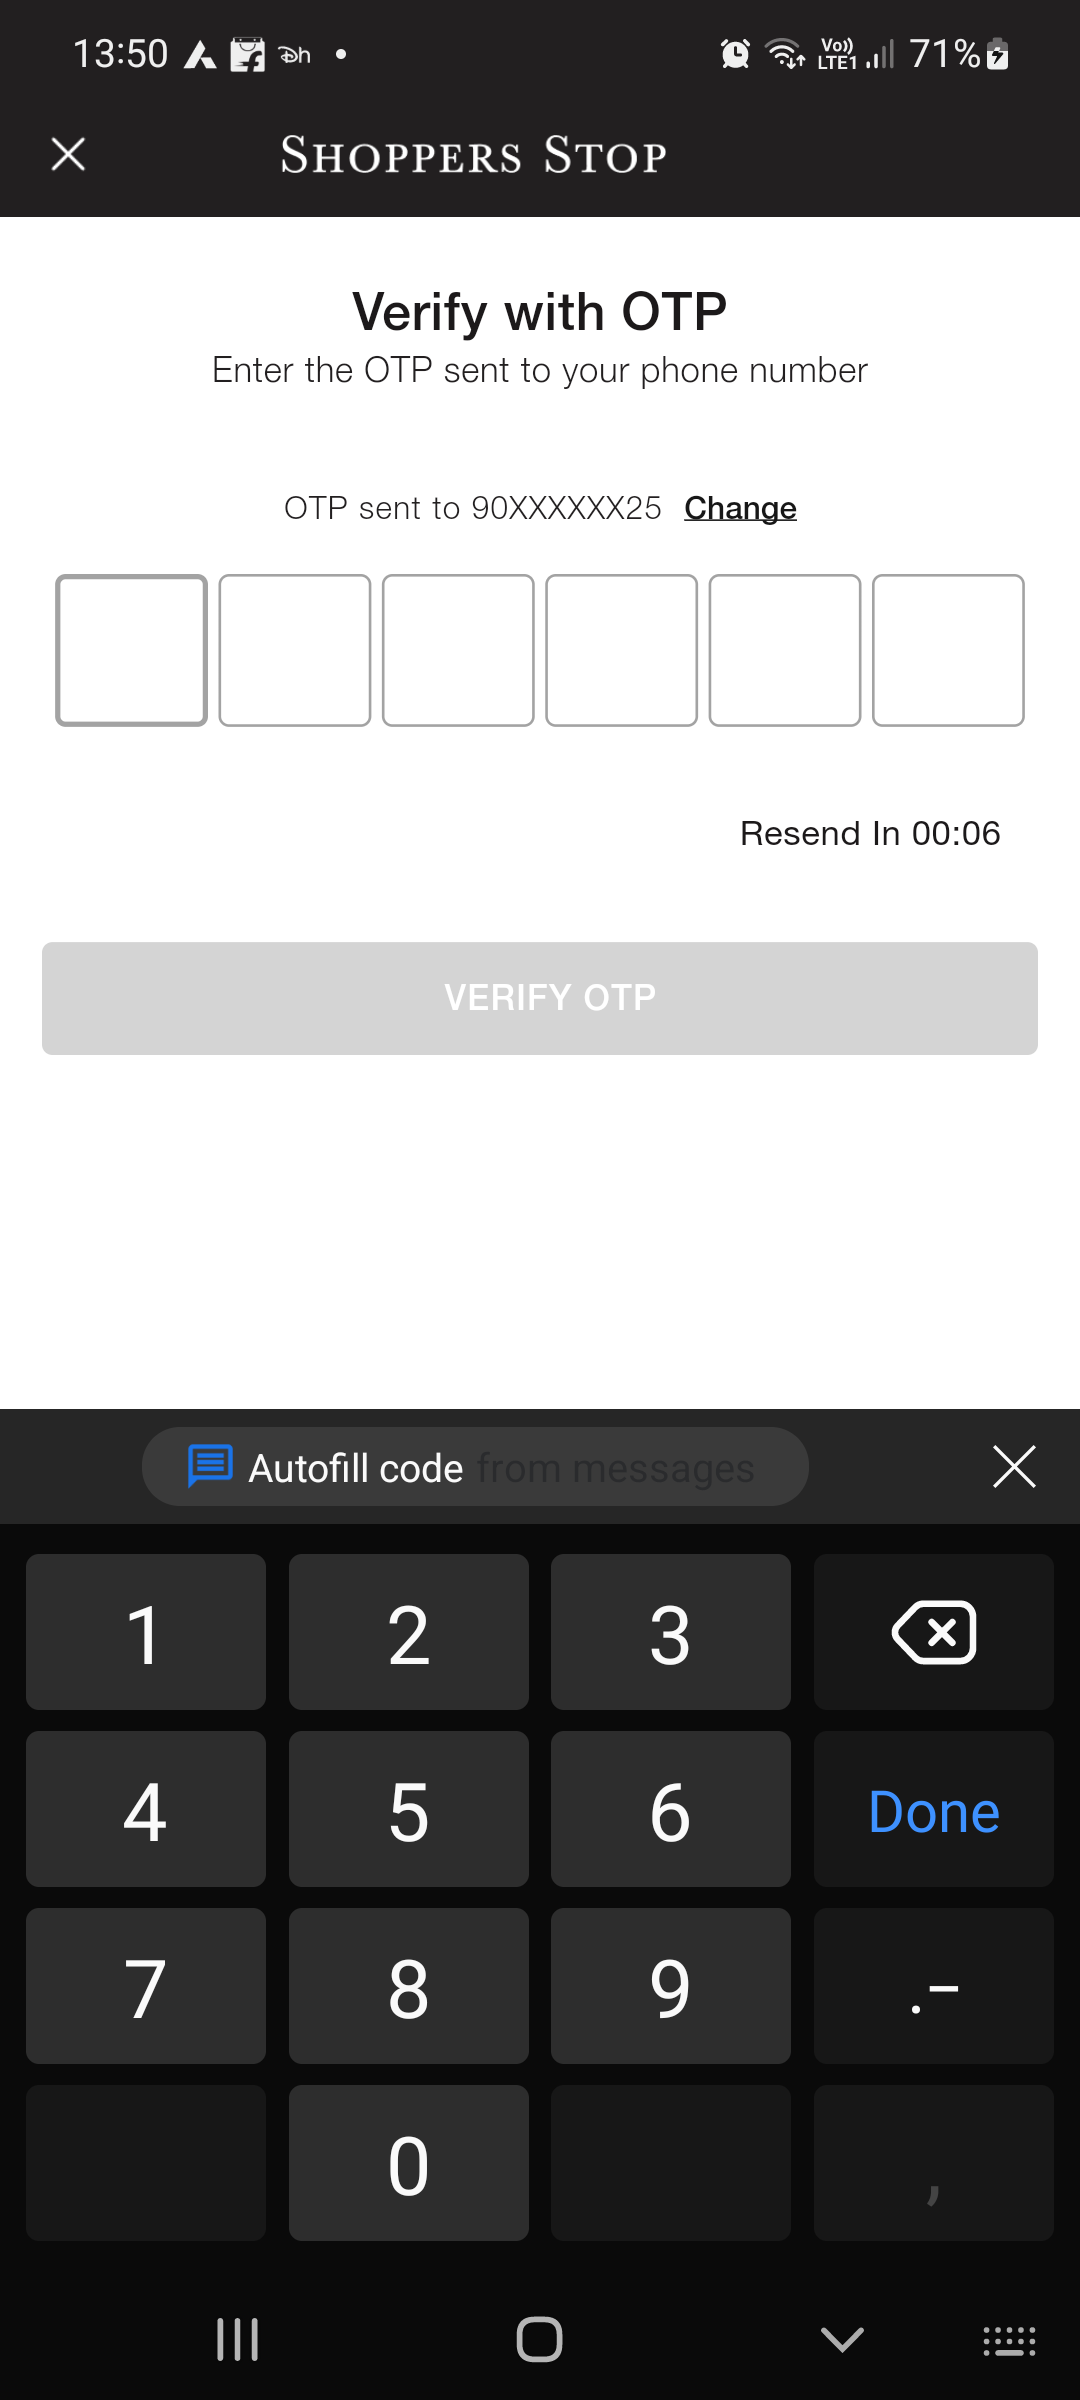 13:50 Dh Vo)) LTE1 71%
SHOPPERS STOP
Verify with OTP
Enter the OTP sent to your phone number
OTP sent to 90XXXXXX25 Change
Resend In 00:06
VERIFY OTP
Autofill code from messages
1 2 3
4 5 6 Done
7 8 9 .-
0 ,